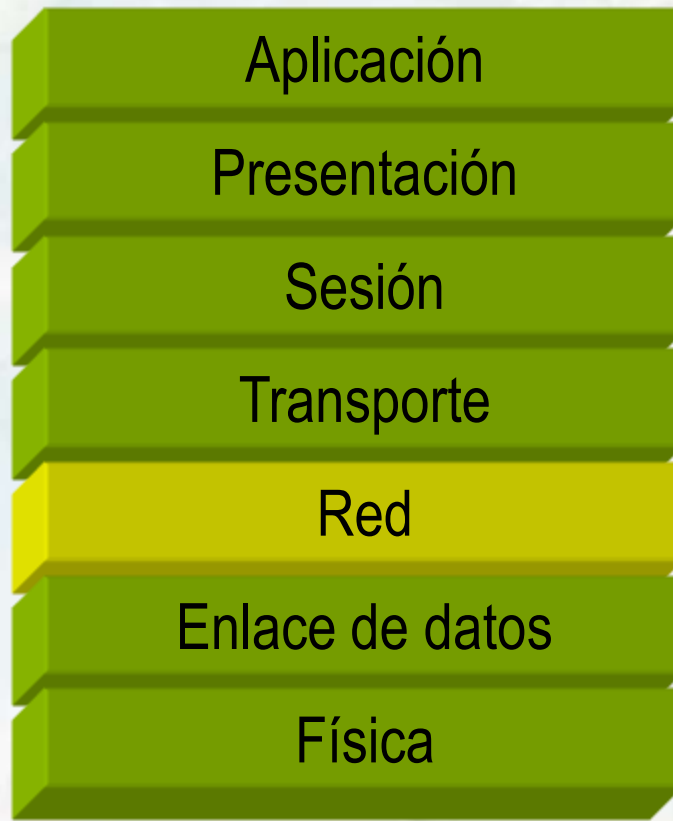 Aplicación
Presentación
Sesión
Transporte
Red
Enlace de datos
Física